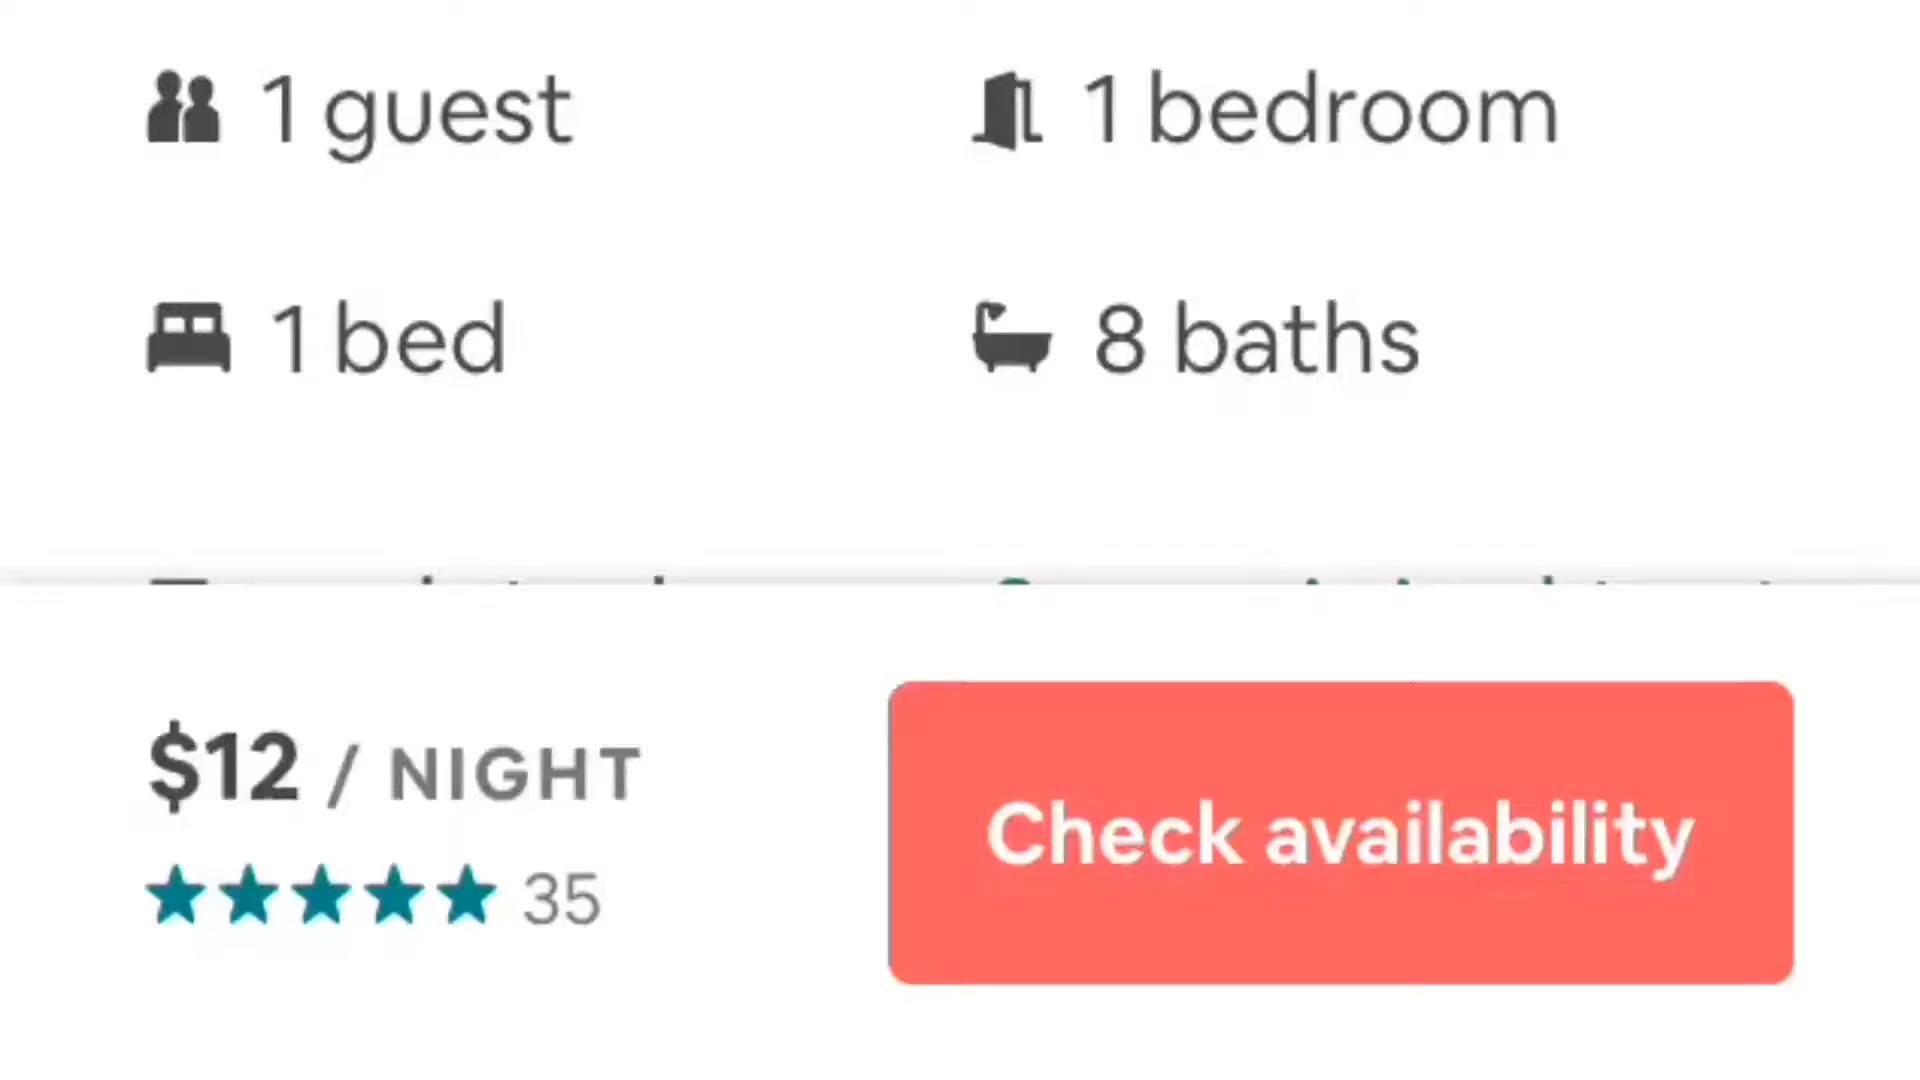 1 guest
1 bedroom
1 bed
8 baths
$12 / NIGHT
35
Check availability